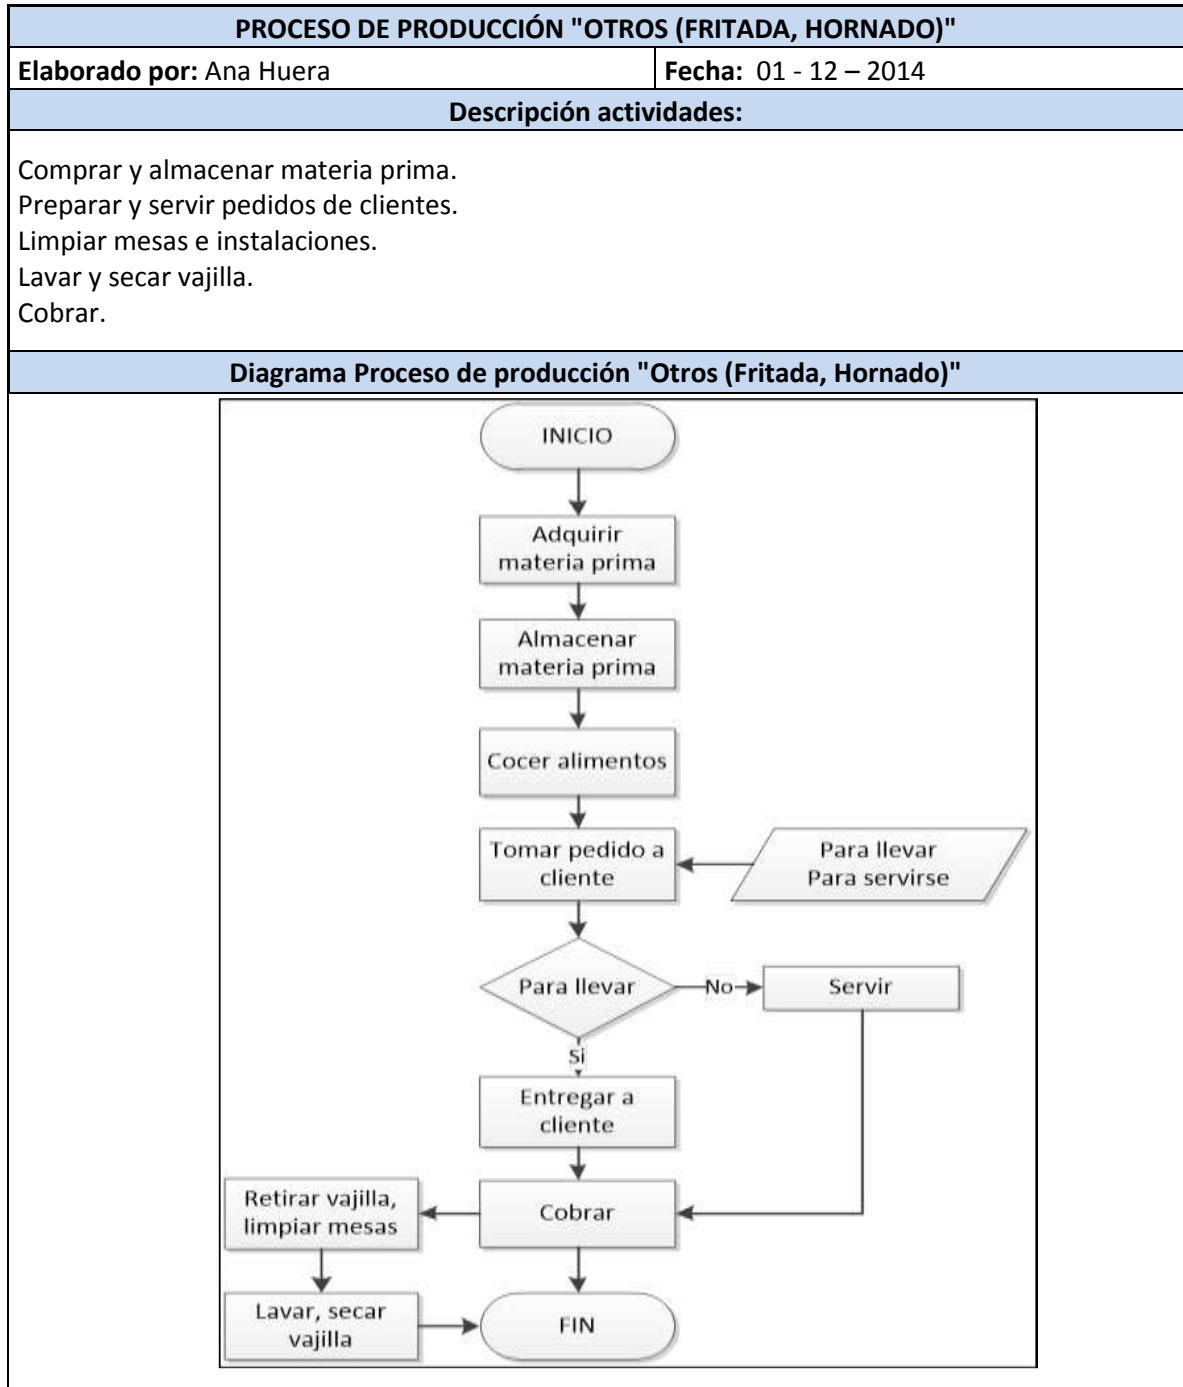 PROCESO DE PRODUCCIÓN "OTROS (FRITADA, HORNADO)"
Elaborado por: Ana Huera
Fecha: 01 - 12 – 2014
Descripción actividades:
Comprar y almacenar materia prima.
Preparar y servir pedidos de clientes.
Limpiar mesas e instalaciones.
Lavar y secar vajilla.
Cobrar.
Diagrama Proceso de producción "Otros (Fritada, Hornado)"
INICIO
Adquirir
materia prima
Almacenar
materia prima
Cocer alimentos
Tomar pedido a
cliente
Para llevar
Para servirse
Para llevar
No
Servir
Si
Entregar a
cliente
Retirar vajilla,
limpiar mesas
Cobrar
Lavar, secar
vajilla
FIN